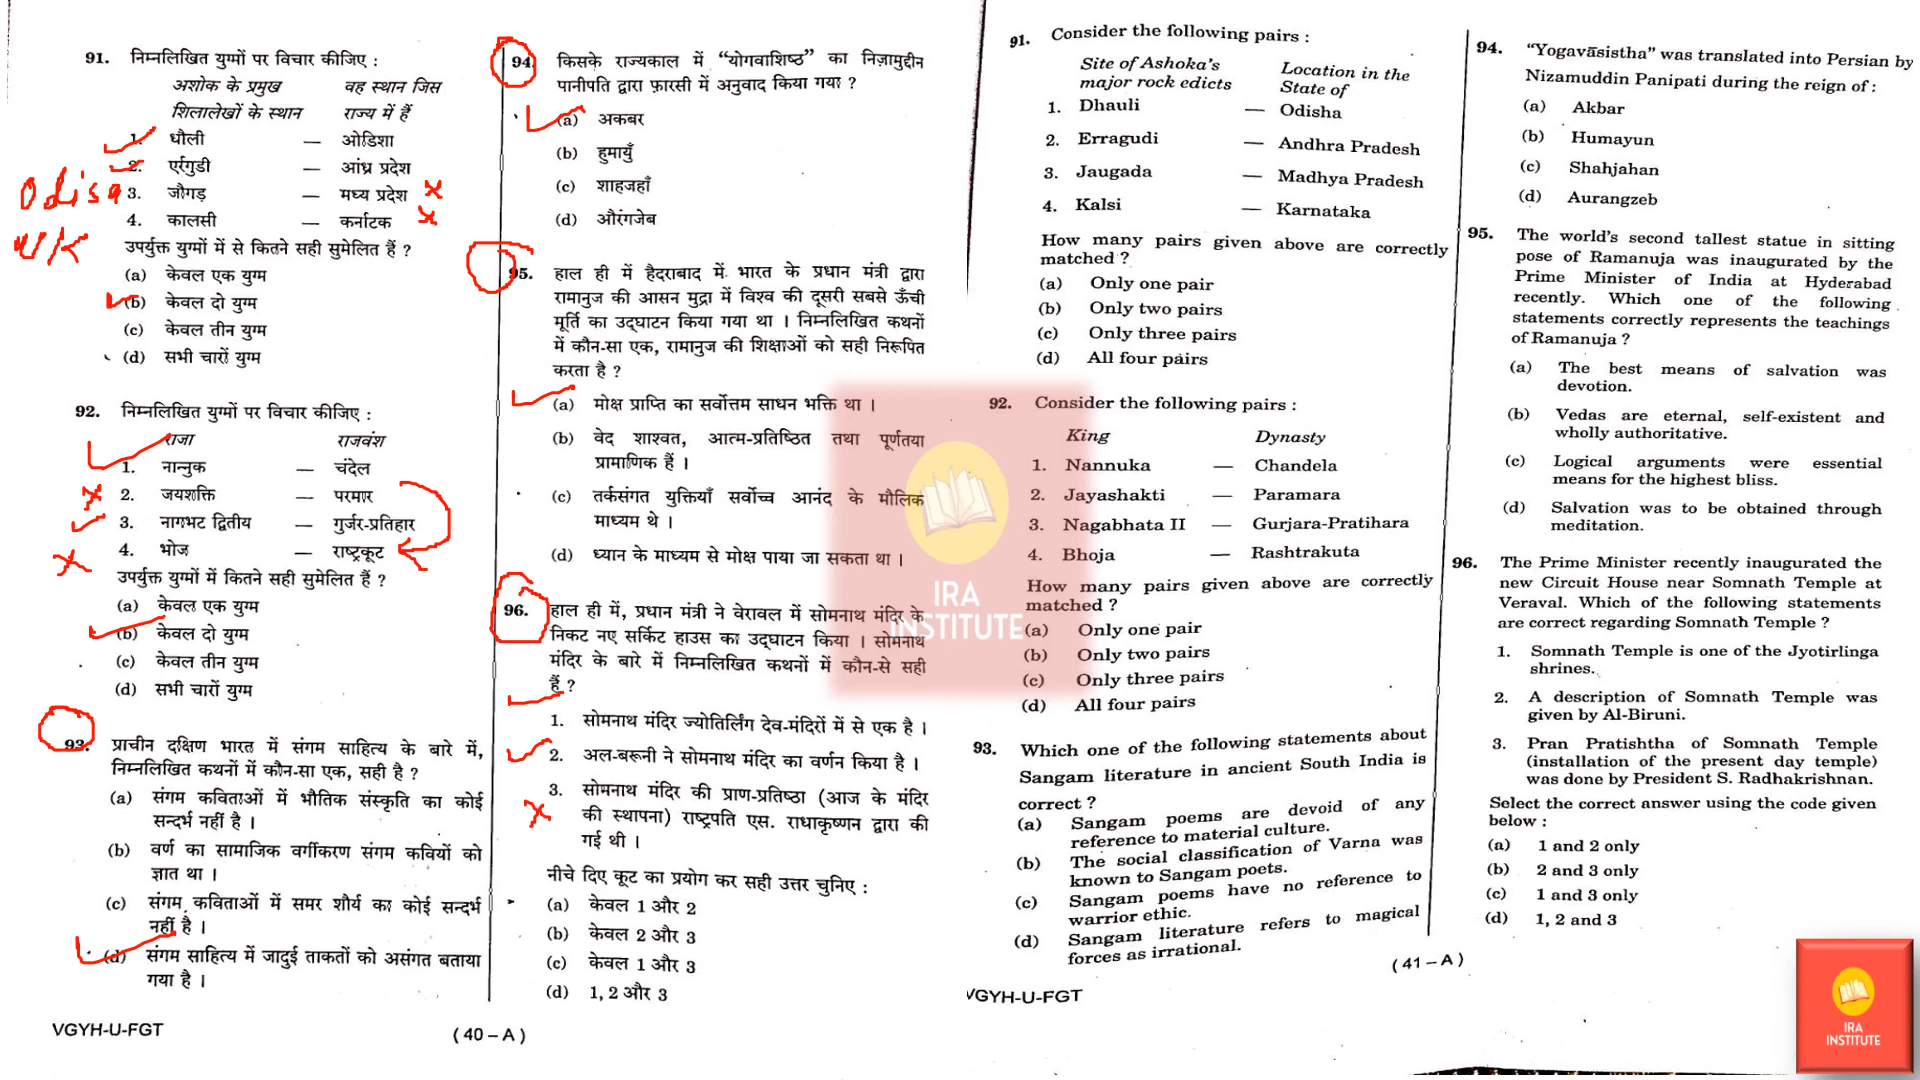 91. निम्नलिखित युग्मों पर विचार कीजिए :
अशोक के प्रमुख वह स्थान जिस
शिलालेखों के स्थान राज्य में हैं
1. धौली — ओडिशा
2. एर्रगुडी — आंध्र प्रदेश
Odisa
3. जौगड़ — मध्य प्रदेश
4. कालसी — कर्नाटक
U/K
उपर्युक्त युग्मों में से कितने सही सुमेलित हैं ?
(a) केवल एक युग्म
(b) केवल दो युग्म
(c) केवल तीन युग्म
(d) सभी चारों युग्म
92. निम्नलिखित युग्मों पर विचार कीजिए :
राजा राजवंश
1. नान्नुक — चंदेल
2. जयशक्ति — परमार
3. नागभट द्वितीय — गुर्जर-प्रतिहार
4. भोज — राष्ट्रकूट
उपर्युक्त युग्मों में कितने सही सुमेलित हैं ?
(a) केवल एक युग्म
(b) केवल दो युग्म
(c) केवल तीन युग्म
(d) सभी चारों युग्म
93. प्राचीन दक्षिण भारत में संगम साहित्य के बारे में,
निम्नलिखित कथनों में कौन-सा एक, सही है ?
(a) संगम कविताओं में भौतिक संस्कृति का कोई
सन्दर्भ नहीं है ।
(b) वर्ण का सामाजिक वर्गीकरण संगम कवियों को
ज्ञात था ।
(c) संगम कविताओं में समर शौर्य का कोई सन्दर्भ
नहीं है ।
(d) संगम साहित्य में जादुई ताकतों को असंगत बताया
गया है ।
VGYH-U-FGT
94. किसके राज्यकाल में “योगवाशिष्ठ” का निज़ामुद्दीन
पानीपति द्वारा फ़ारसी में अनुवाद किया गया ?
(a) अकबर
(b) हुमायुँ
(c) शाहजहाँ
(d) औरंगजेब
95. हाल ही में हैदराबाद में भारत के प्रधान मंत्री द्वारा
रामानुज की आसन मुद्रा में विश्व की दूसरी सबसे ऊँची
मूर्ति का उद्घाटन किया गया था । निम्नलिखित कथनों
में कौन-सा एक, रामानुज की शिक्षाओं को सही निरूपित
करता है ?
(a) मोक्ष प्राप्ति का सर्वोत्तम साधन भक्ति था ।
(b) वेद शाश्वत, आत्म-प्रतिष्ठित तथा पूर्णतया
प्रामाणिक हैं ।
(c) तर्कसंगत युक्तियाँ सर्वोच्च आनंद के मौलिक
माध्यम थे ।
(d) ध्यान के माध्यम से मोक्ष पाया जा सकता था ।
96. हाल ही में, प्रधान मंत्री ने वेरावल में सोमनाथ मंदिर के
निकट नए सर्किट हाउस का उद्घाटन किया । सोमनाथ
मंदिर के बारे में निम्नलिखित कथनों में कौन-से सही
हैं ?
1. सोमनाथ मंदिर ज्योतिर्लिंग देव-मंदिरों में से एक है ।
2. अल-बरूनी ने सोमनाथ मंदिर का वर्णन किया है ।
3. सोमनाथ मंदिर की प्राण-प्रतिष्ठा (आज के मंदिर
की स्थापना) राष्ट्रपति एस. राधाकृष्णन द्वारा की
गई थी ।
नीचे दिए कूट का प्रयोग कर सही उत्तर चुनिए :
(a) केवल 1 और 2
(b) केवल 2 और 3
(c) केवल 1 और 3
(d) 1, 2 और 3
( 40 – A )
91. Consider the following pairs :
Site of Ashoka's Location in the
major rock edicts State of
1. Dhauli — Odisha
2. Erragudi — Andhra Pradesh
3. Jaugada — Madhya Pradesh
4. Kalsi — Karnataka
How many pairs given above are correctly
matched ?
(a) Only one pair
(b) Only two pairs
(c) Only three pairs
(d) All four pairs
92. Consider the following pairs :
King Dynasty
1. Nannuka — Chandela
2. Jayashakti — Paramara
3. Nagabhata II — Gurjara-Pratihara
4. Bhoja — Rashtrakuta
How many pairs given above are correctly
matched ?
(a) Only one pair
(b) Only two pairs
(c) Only three pairs
(d) All four pairs
93. Which one of the following statements about
Sangam literature in ancient South India is
correct ?
(a) Sangam poems are devoid of any
reference to material culture.
(b) The social classification of Varna was
known to Sangam poets.
(c) Sangam poems have no reference to
warrior ethic.
(d) Sangam literature refers to magical
forces as irrational.
VGYH-U-FGT
94. “Yogavāsistha” was translated into Persian by
Nizamuddin Panipati during the reign of :
(a) Akbar
(b) Humayun
(c) Shahjahan
(d) Aurangzeb
95. The world's second tallest statue in sitting
pose of Ramanuja was inaugurated by the
Prime Minister of India at Hyderabad
recently. Which one of the following
statements correctly represents the teachings
of Ramanuja ?
(a) The best means of salvation was
devotion.
(b) Vedas are eternal, self-existent and
wholly authoritative.
(c) Logical arguments were essential
means for the highest bliss.
(d) Salvation was to be obtained through
meditation.
96. The Prime Minister recently inaugurated the
new Circuit House near Somnath Temple at
Veraval. Which of the following statements
are correct regarding Somnath Temple ?
1. Somnath Temple is one of the Jyotirlinga
shrines.
2. A description of Somnath Temple was
given by Al-Biruni.
3. Pran Pratishtha of Somnath Temple
(installation of the present day temple)
was done by President S. Radhakrishnan.
Select the correct answer using the code given
below :
(a) 1 and 2 only
(b) 2 and 3 only
(c) 1 and 3 only
(d) 1, 2 and 3
( 41 – A )
IRA
INSTITUTE
IRA
INSTITUTE